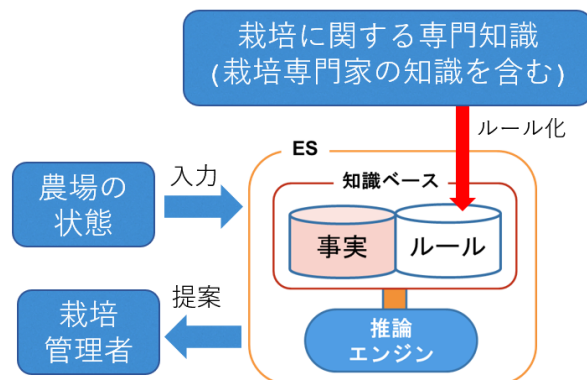 栽培に関する専門知識
(栽培専門家の知識を含む)
ルール化
ES
知識ベース
農場の
状態
入力
事実
ルール
提案
栽培
管理者
推論
エンジン